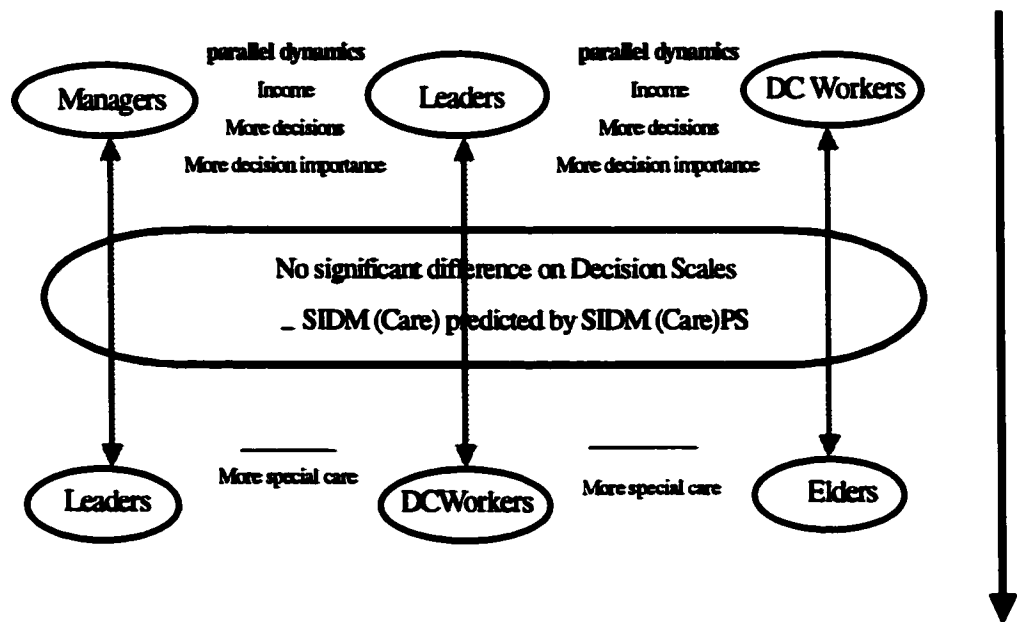 parallel dynamics
parallel dynamics
Managers
Income
Leaders
Income
DC Workers
More decisions
More decisions
More decision importance
More decision importance
No significant difference on Decision Scales
_ SIDM (Care) predicted by SIDM (Care)PS
More special care
More special care
Leaders
DCWorkers
Elders